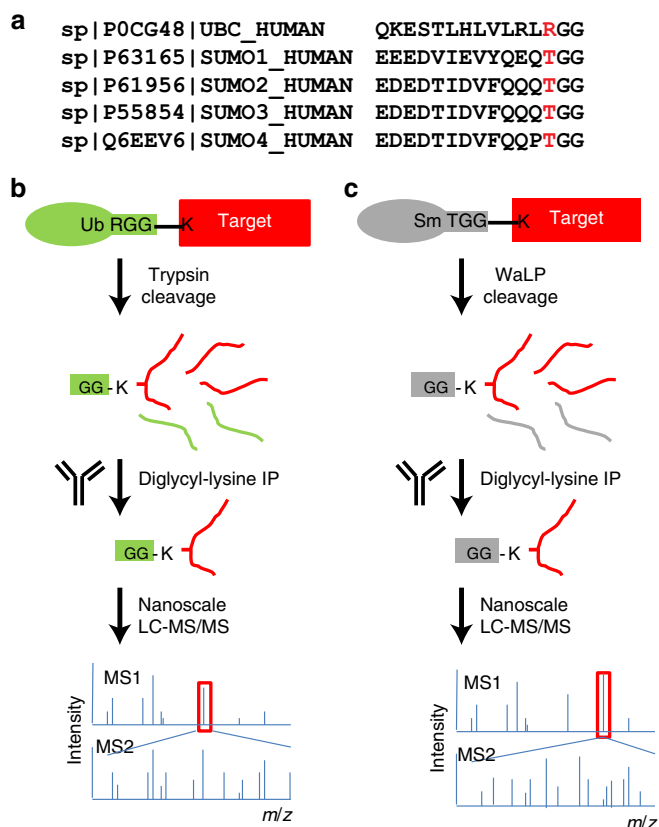 a
sp|P0CG48|UBC_HUMAN QKESTLHLVLRLRGG
sp|P63165|SUMO1_HUMAN EEEDVIEVYQEQTGG
sp|P61956|SUMO2_HUMAN EDEDTIDVFQQQTGG
sp|P55854|SUMO3_HUMAN EDEDTIDVFQQQTGG
sp|Q6EEV6|SUMO4_HUMAN EDEDTIDVFQQPTGG
b
Ub RGG K Target
Trypsin
cleavage
GG - K
Diglycyl-lysine IP
GG - K
Nanoscale
LC-MS/MS
Intensity
MS1
MS2
m/z
c
Sm TGG K Target
WaLP
cleavage
GG - K
Diglycyl-lysine IP
GG - K
Nanoscale
LC-MS/MS
Intensity
MS1
MS2
m/z